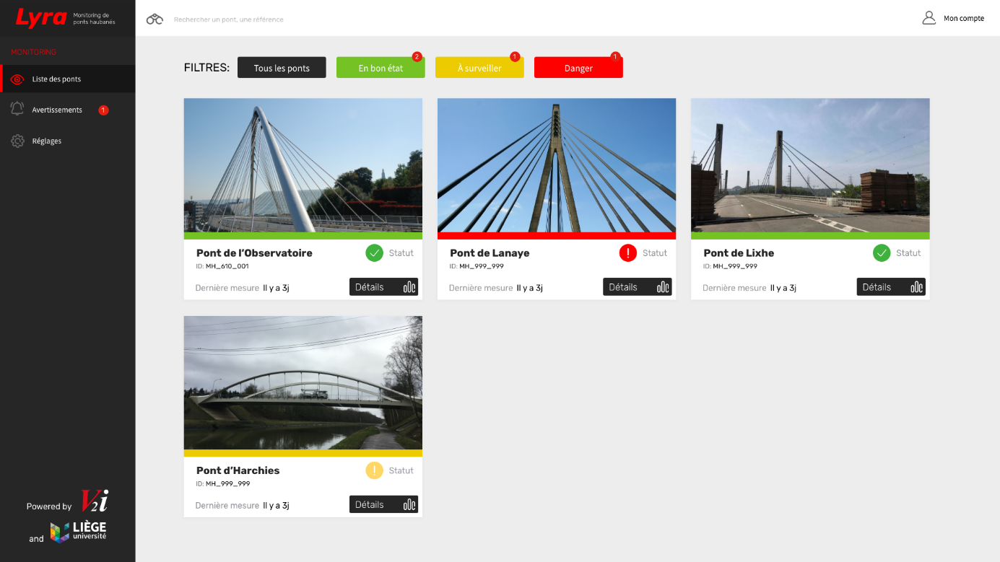 Lyra
Monitoring de
ponts haubanés
Rechercher un pont, une référence
Mon compte
MONITORING
Liste des ponts
Avertissements 1
Réglages
FILTRES:
Tous les ponts
En bon état 2
À surveiller 1
Danger 1
Pont de l’Observatoire
Statut
ID: MH_610_001
Dernière mesure Il y a 3j
Détails
Pont de Lanaye
Statut
ID: MH_999_999
Dernière mesure Il y a 3j
Détails
Pont de Lixhe
Statut
ID: MH_999_999
Dernière mesure Il y a 3j
Détails
Pont d’Harchies
Statut
ID: MH_999_999
Dernière mesure Il y a 3j
Détails
Powered by V2i
and LIÈGE
université